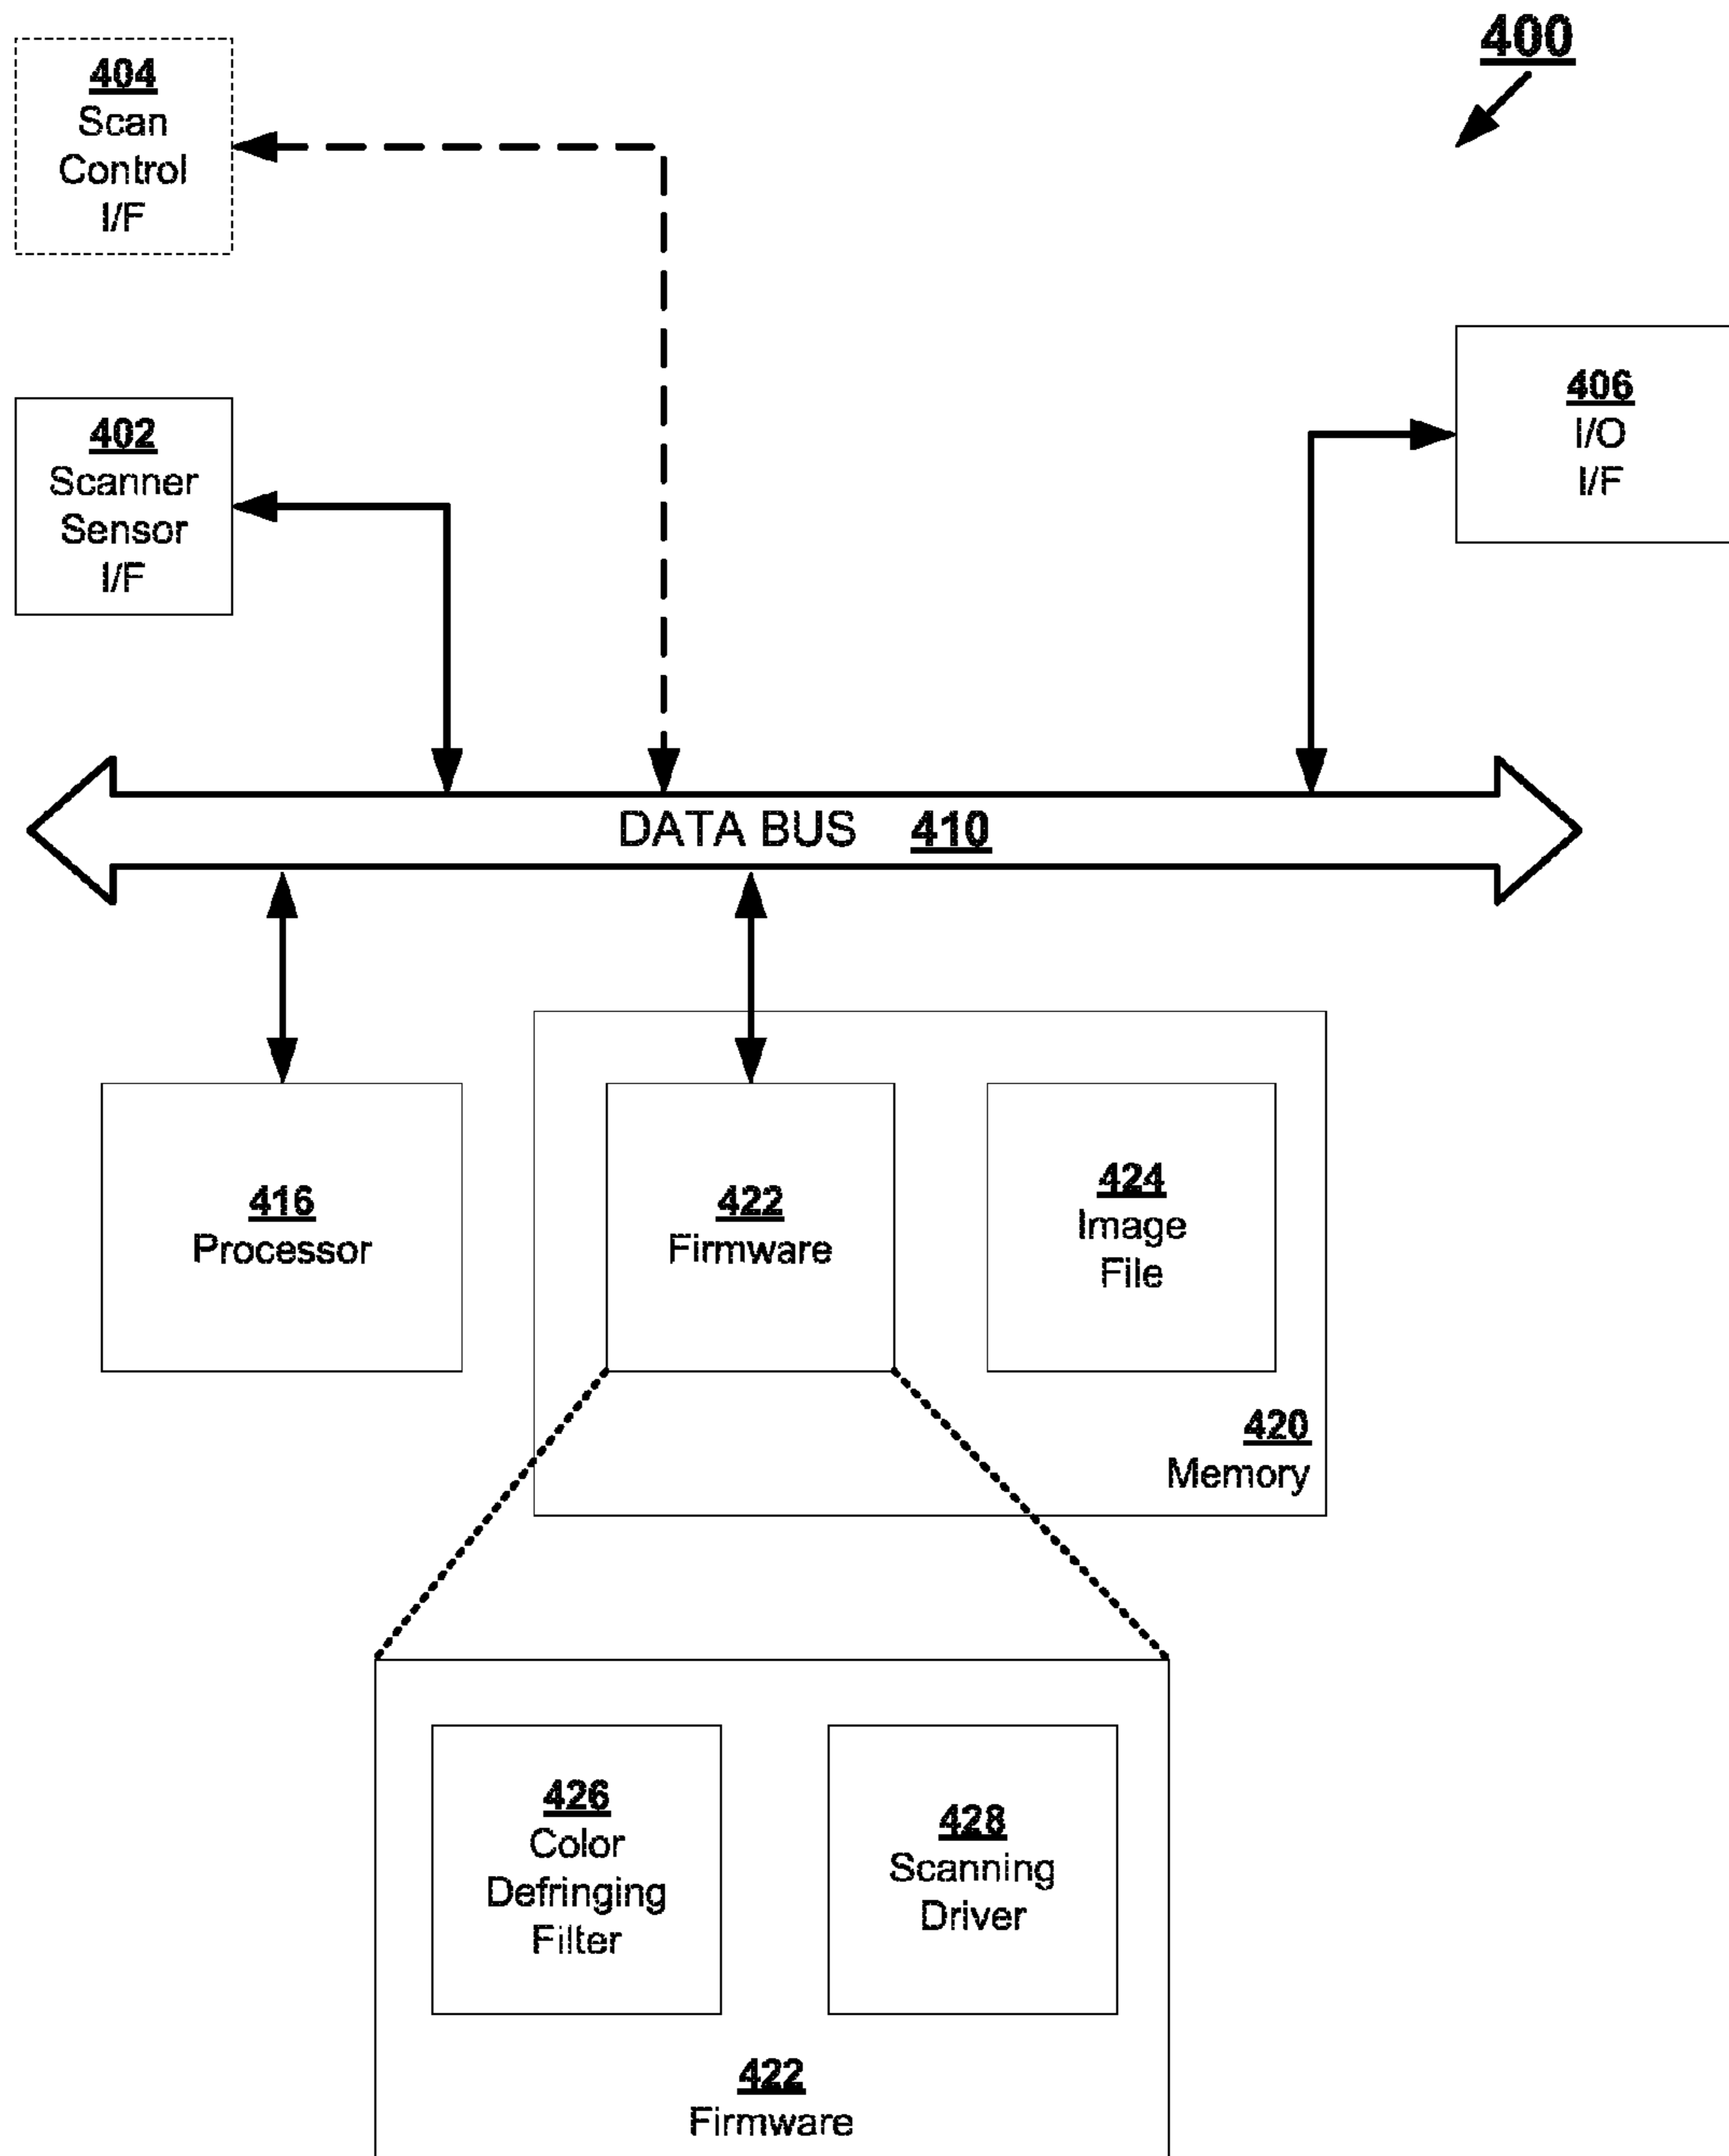 400
404
Scan
Control
I/F
406
I/O
I/F
402
Scanner
Sensor
I/F
DATA BUS 410
416
Processor
422
Firmware
424
Image
File
420
Memory
426
Color
Defringing
Filter
428
Scanning
Driver
422
Firmware